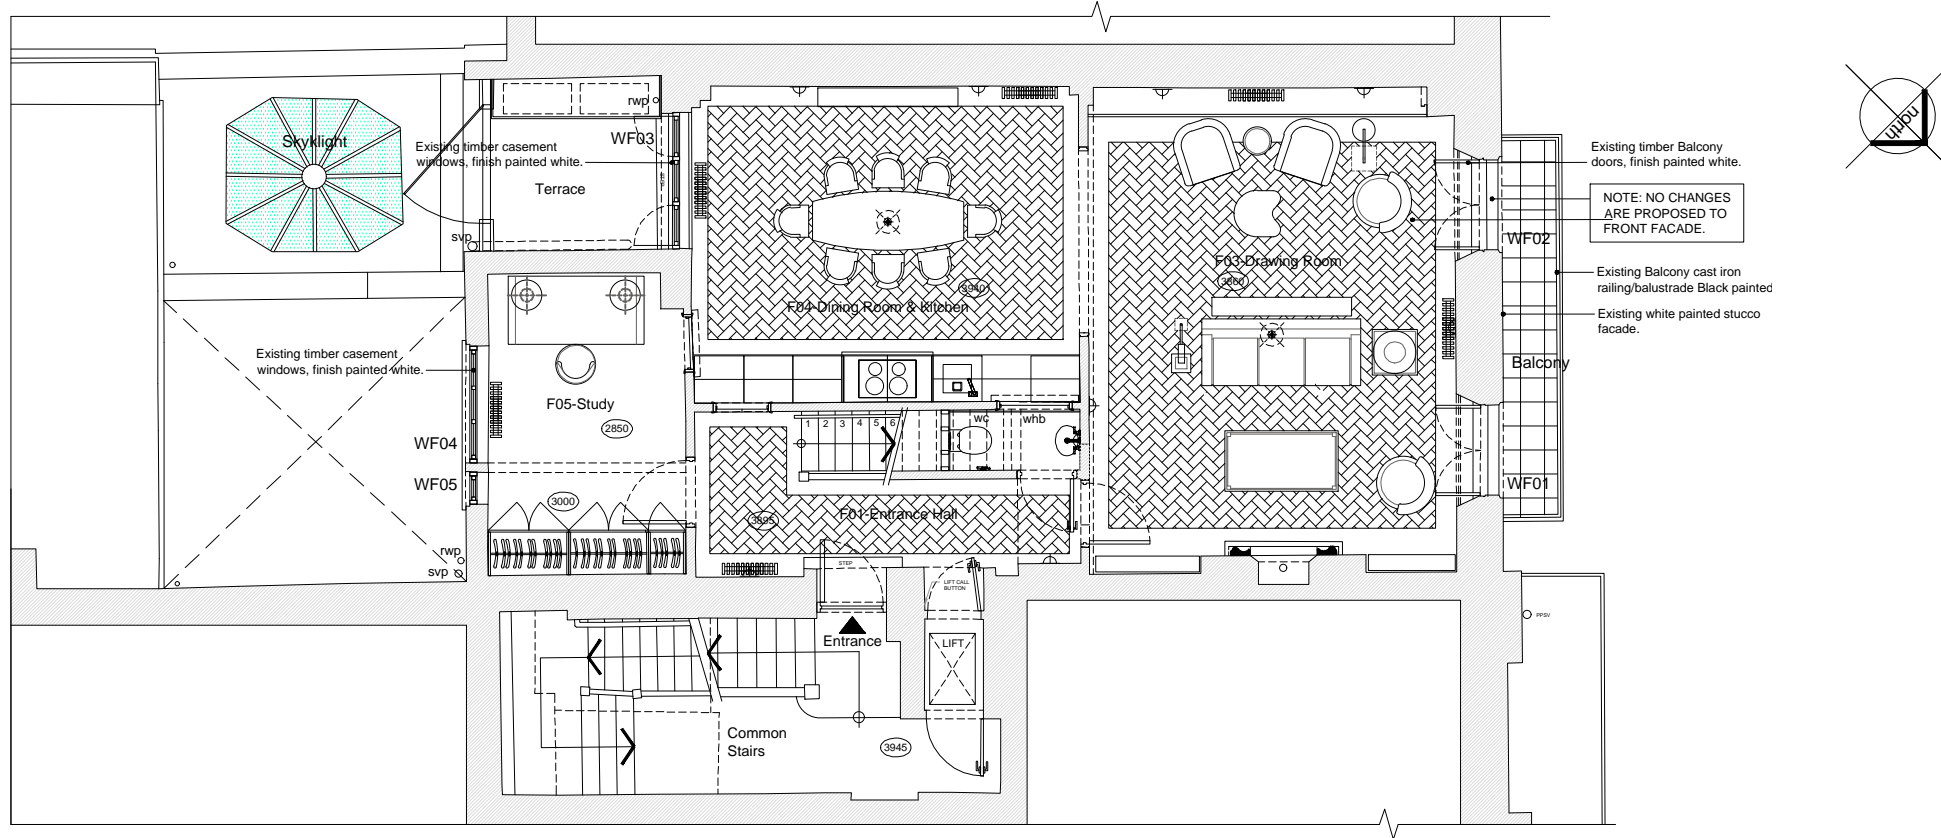 north
Skyklight
rwp
WF03
Existing timber casement
windows, finish painted white.
STEP
Terrace
svp
Existing timber Balcony
doors, finish painted white.
NOTE: NO CHANGES
ARE PROPOSED TO
FRONT FACADE.
WF02
F03-Drawing Room
3860
Existing Balcony cast iron
railing/balustrade Black painted
Existing white painted stucco
facade.
3940
F04-Dining Room & Kitchen
Existing timber casement
windows, finish painted white.
Balcony
F05-Study
2850
1 2 3 4 5 6
wc
whb
WF04
WF05
WF01
3000
3895
F01-Entrance Hall
rwp
svp
STEP
LIFT CALL
BUTTON
PPSV
Entrance
LIFT
Common
Stairs
3945